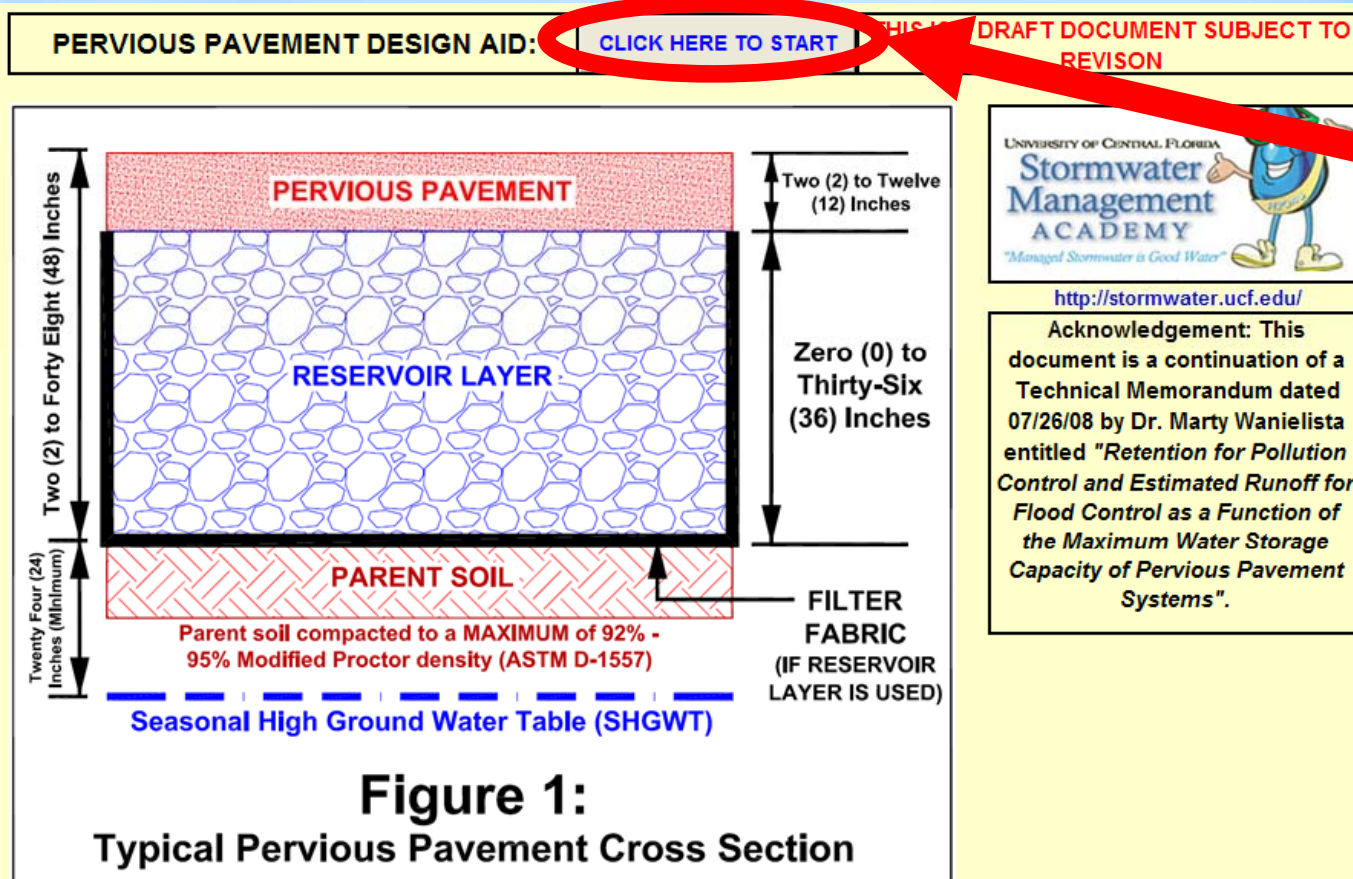 PERVIOUS PAVEMENT DESIGN AID:
CLICK HERE TO START
THIS IS DRAFT DOCUMENT SUBJECT TO
REVISON
Two (2) to Forty Eight (48) Inches
PERVIOUS PAVEMENT
Two (2) to Twelve
(12) Inches
RESERVOIR LAYER
Zero (0) to
Thirty-Six
(36) Inches
Twenty Four (24)
Inches (Minimum)
PARENT SOIL
Parent soil compacted to a MAXIMUM of 92% -
95% Modified Proctor density (ASTM D-1557)
FILTER
FABRIC
(IF RESERVOIR
LAYER IS USED)
Seasonal High Ground Water Table (SHGWT)
Figure 1:
Typical Pervious Pavement Cross Section
UNIVERSITY OF CENTRAL FLORIDA
Stormwater
Management
ACADEMY
"Managed Stormwater is Good Water"
http://stormwater.ucf.edu/
Acknowledgement: This
document is a continuation of a
Technical Memorandum dated
07/26/08 by Dr. Marty Wanielista
entitled "Retention for Pollution
Control and Estimated Runoff for
Flood Control as a Function of
the Maximum Water Storage
Capacity of Pervious Pavement
Systems".